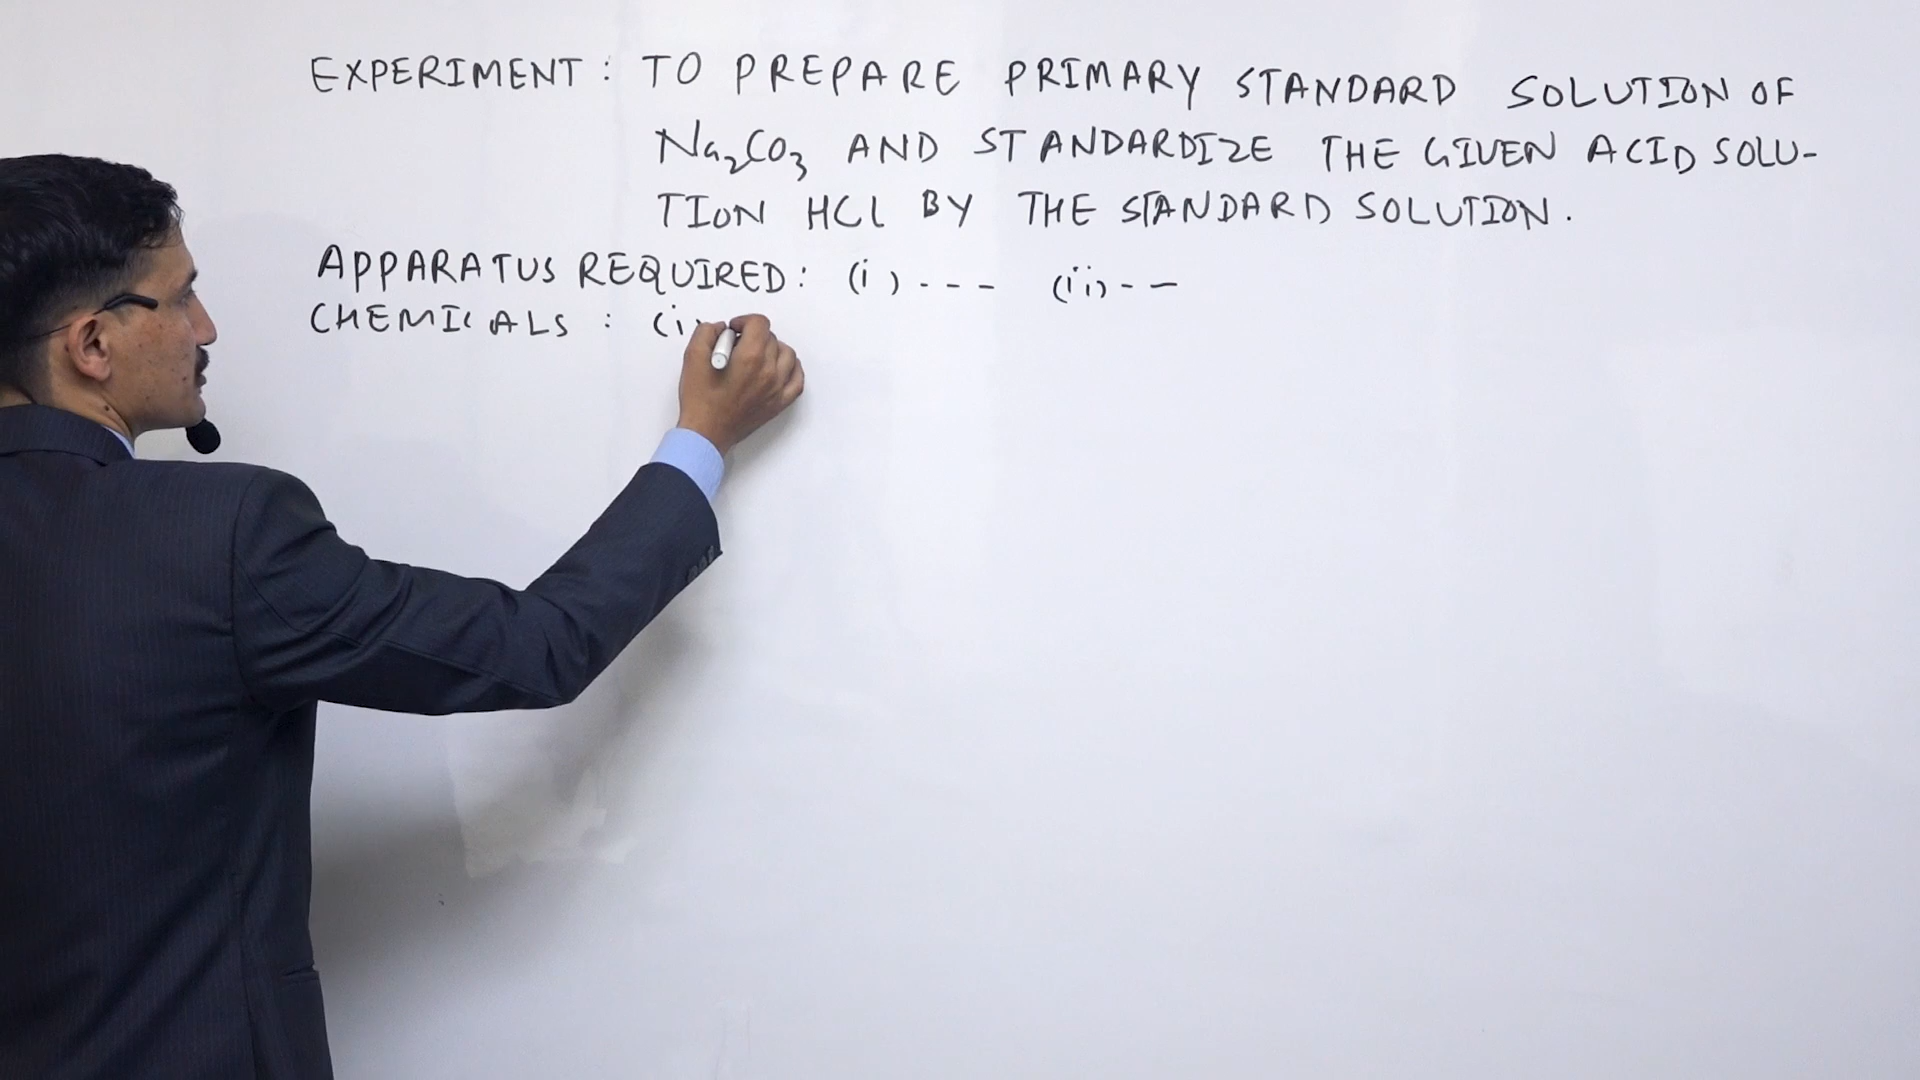 EXPERIMENT : TO PREPARE PRIMARY STANDARD SOLUTION OF
Na₂CO₃ AND STANDARDIZE THE GIVEN ACID SOLU-
TION HCl BY THE STANDARD SOLUTION.
APPARATUS REQUIRED: (i) --- (ii) --
CHEMICALS : (i)